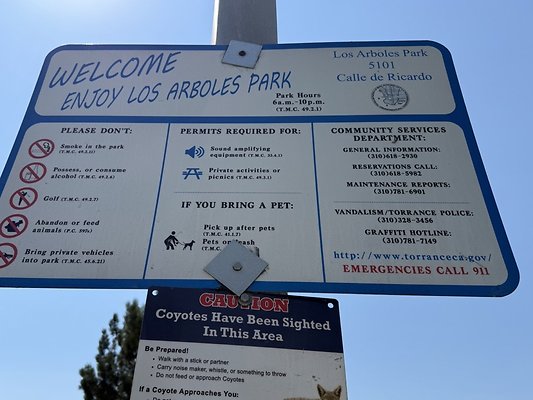 WELCOME
ENJOY LOS ARBOLES PARK
Park Hours
6a.m.-10p.m.
(T.M.C. 49.2.1)
Los Arboles Park
5101
Calle de Ricardo
PLEASE DON'T:
Smoke in the park
(T.M.C. 49.2.11)
Possess, or consume
alcohol (T.M.C. 49.2.6)
Golf (T.M.C. 49.2.7)
Abandon or feed
animals (P.C. 597s)
Bring private vehicles
into park (T.M.C. 45.6.21)
PERMITS REQUIRED FOR:
Sound amplifying
equipment (T.M.C. 33.4.1)
Private activities or
picnics (T.M.C. 49.3.1)
IF YOU BRING A PET:
Pick up after pets
(T.M.C. 41.1.7)
Pets on leash
COMMUNITY SERVICES
DEPARTMENT:
GENERAL INFORMATION:
(310)618-2930
RESERVATIONS CALL:
(310)618-5982
MAINTENANCE REPORTS:
(310)781-6901
VANDALISM/TORRANCE POLICE:
(310)328-3456
GRAFFITI HOTLINE:
(310)781-7149
http://www.torranceca.gov/
EMERGENCIES CALL 911
CAUTION
Coyotes Have Been Sighted
In This Area
Be Prepared!
• Walk with a stick or partner
• Carry noise maker, whistle, or something to throw
• Do not feed or approach Coyotes
If a Coyote Approaches You: